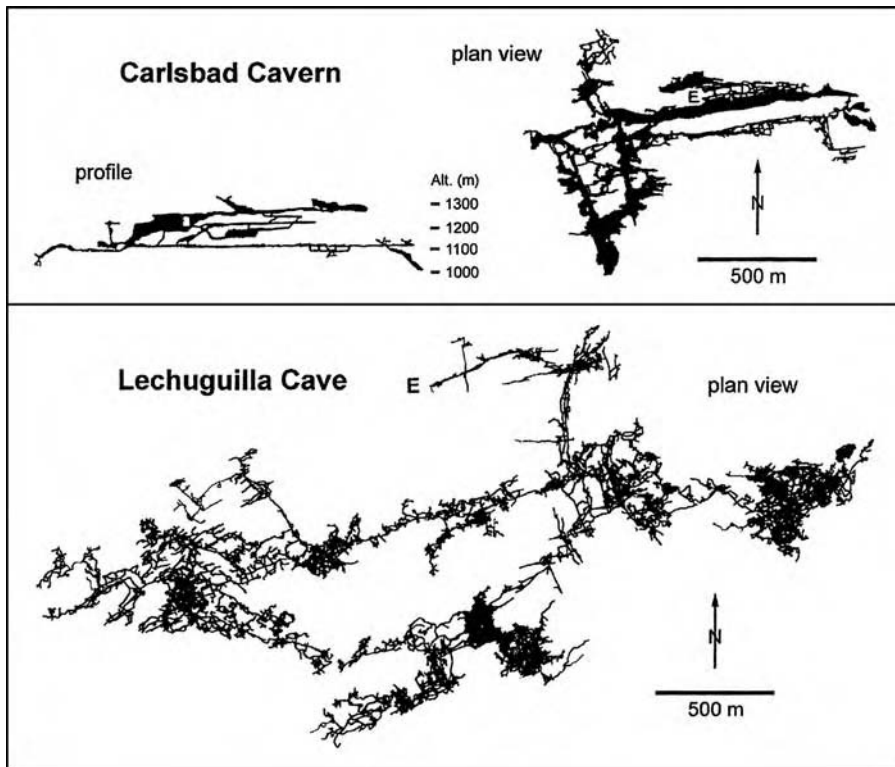 Carlsbad Cavern
plan view
E
profile
Alt. (m)
1300
1200
1100
1000
N
500 m
Lechuguilla Cave
E
plan view
N
500 m